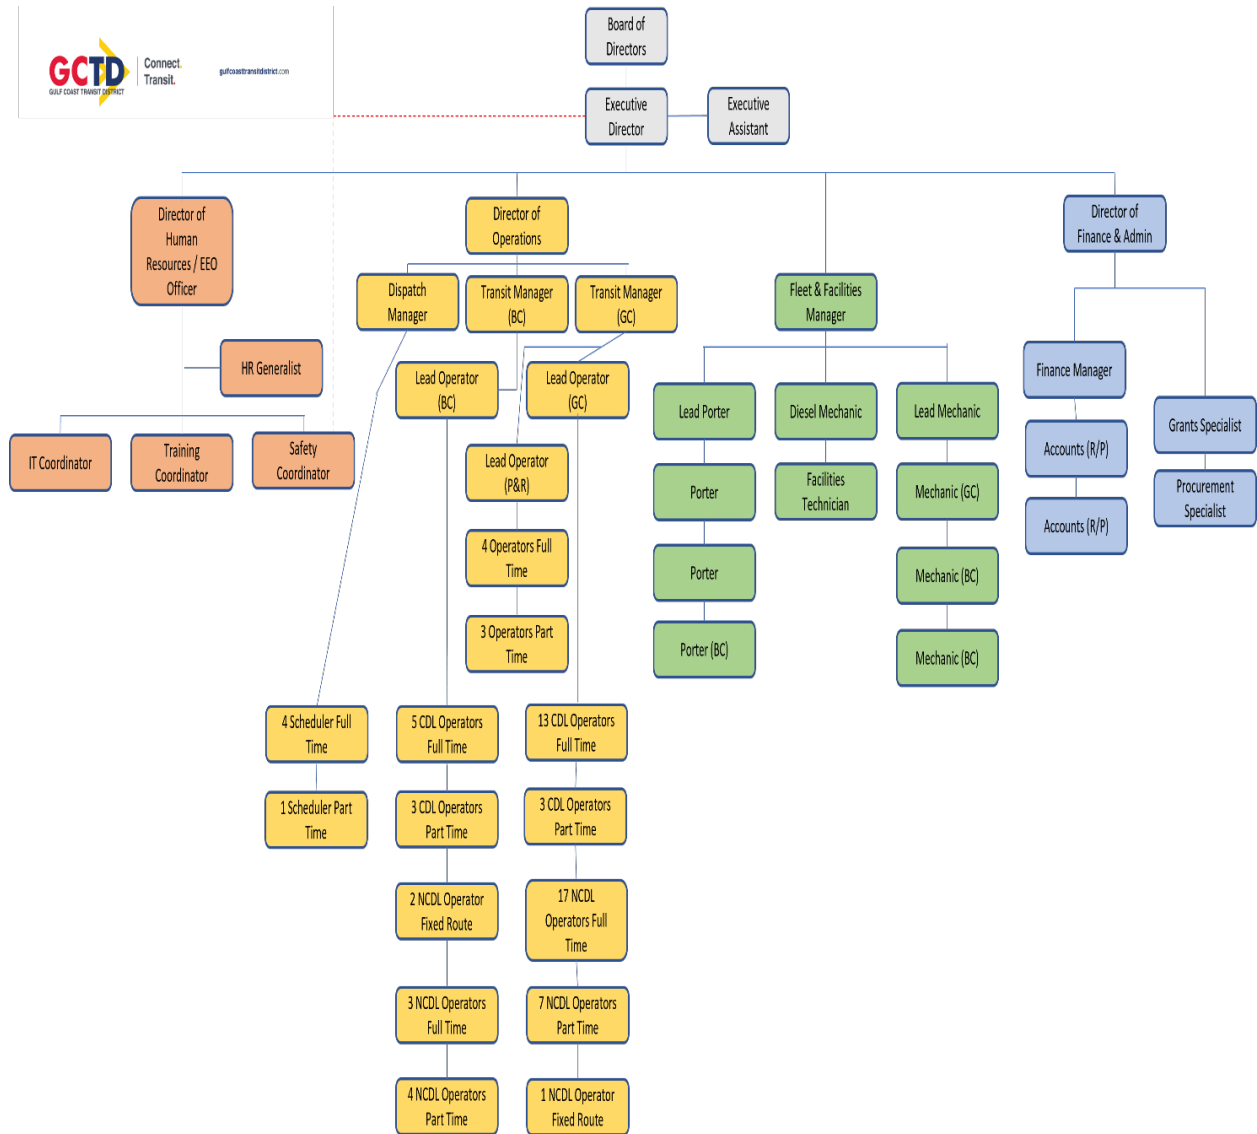 GCTD
GULF COAST TRANSIT DISTRICT
Connect.
Transit.
gulfcoasttransitdistrict.com
Board of
Directors
Executive
Director
Executive
Assistant
Director of
Human
Resources / EEO
Officer
HR Generalist
IT Coordinator
Training
Coordinator
Safety
Coordinator
Director of
Operations
Dispatch
Manager
Transit Manager
(BC)
Transit Manager
(GC)
Lead Operator
(BC)
Lead Operator
(GC)
Lead Operator
(P&R)
4 Operators Full
Time
3 Operators Part
Time
4 Scheduler Full
Time
1 Scheduler Part
Time
5 CDL Operators
Full Time
3 CDL Operators
Part Time
2 NCDL Operator
Fixed Route
3 NCDL Operators
Full Time
4 NCDL Operators
Part Time
13 CDL Operators
Full Time
3 CDL Operators
Part Time
17 NCDL
Operators Full
Time
7 NCDL Operators
Part Time
1 NCDL Operator
Fixed Route
Fleet & Facilities
Manager
Lead Porter
Porter
Porter
Porter (BC)
Diesel Mechanic
Facilities
Technician
Lead Mechanic
Mechanic (GC)
Mechanic (BC)
Mechanic (BC)
Director of
Finance & Admin
Finance Manager
Accounts (R/P)
Accounts (R/P)
Grants Specialist
Procurement
Specialist